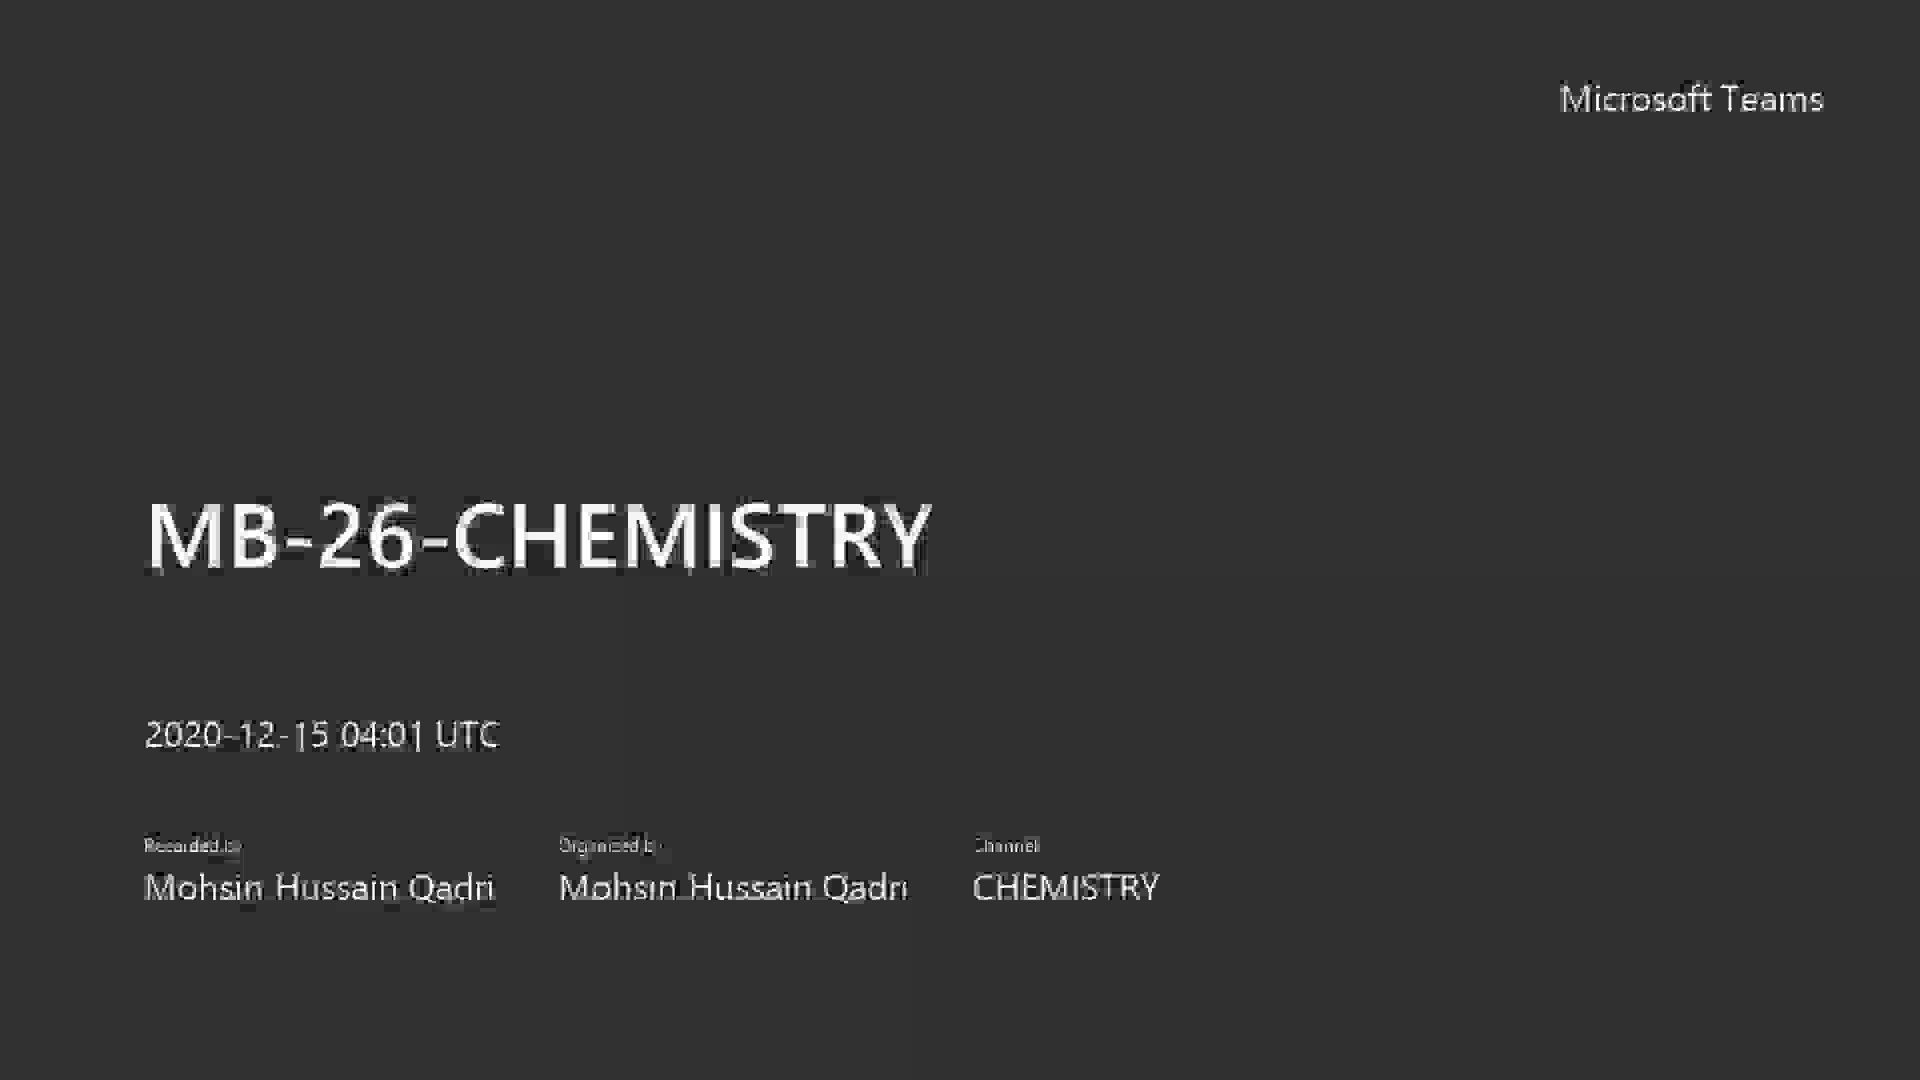 Microsoft Teams
MB-26-CHEMISTRY
2020-12-15 04:01 UTC
Recorded by Organized by Channel
Mohsin Hussain Qadri Mohsin Hussain Qadri CHEMISTRY